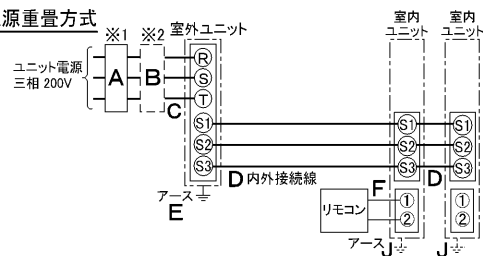 源重畳方式
※1 ※2 室外ユニット 室内ユニット 室内ユニット
ユニット電源
三相 200V
A B C
R
S
T
S1 S1 S1
S2 S2 S2
S3 S3 S3
D 内外接続線 F D
アース
E
リモコン ① ①
② ②
アース J J